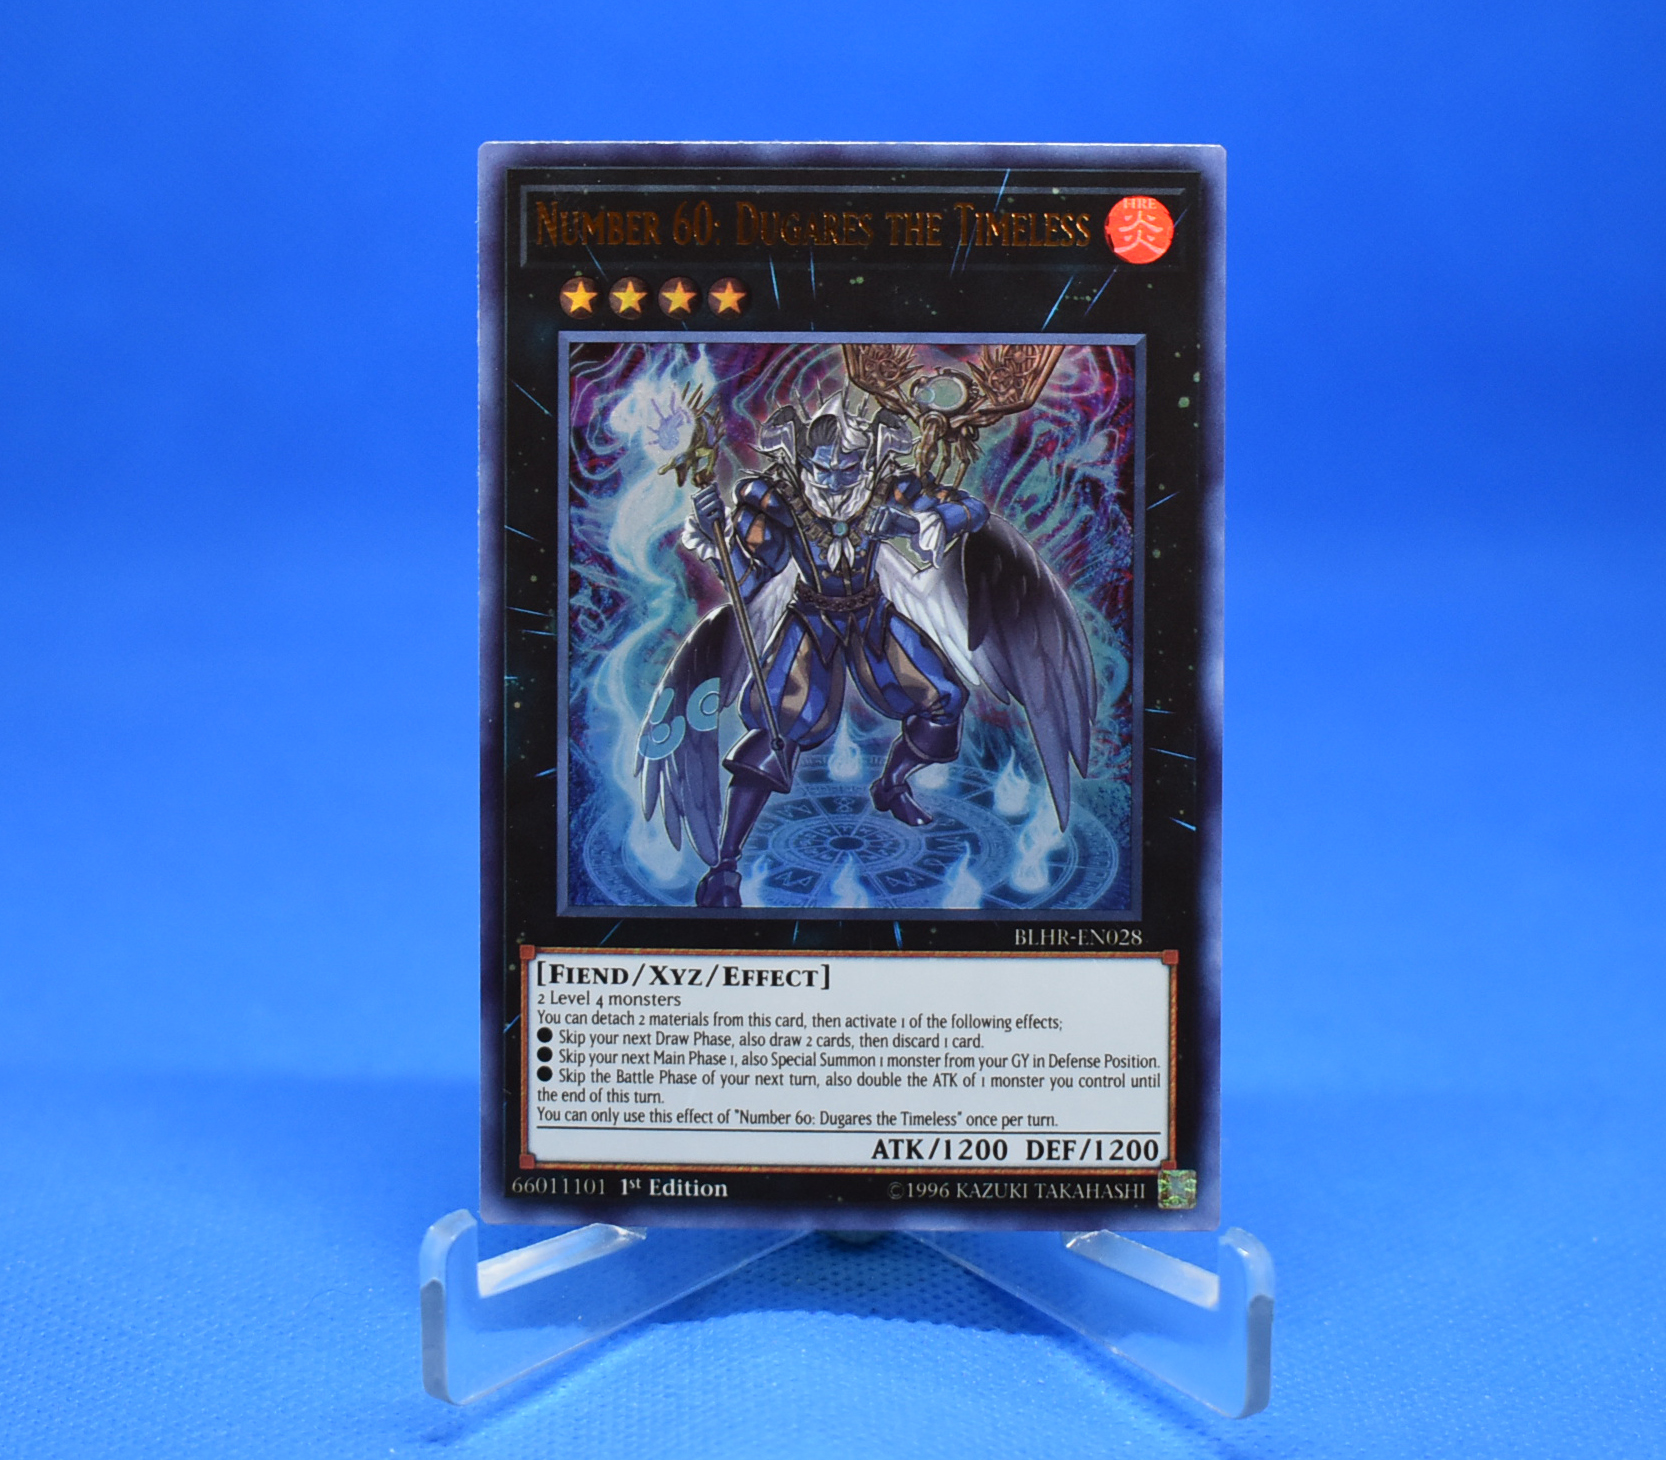 NUMBER 60: DUGARES THE TIMELESS
FIRE
炎
60
BLHR-EN028
[FIEND/XYZ/EFFECT]
2 Level 4 monsters
You can detach 2 materials from this card, then activate 1 of the following effects;
● Skip your next Draw Phase, also draw 2 cards, then discard 1 card.
● Skip your next Main Phase 1, also Special Summon 1 monster from your GY in Defense Position.
● Skip the Battle Phase of your next turn, also double the ATK of 1 monster you control until
the end of this turn.
You can only use this effect of "Number 60: Dugares the Timeless" once per turn.
ATK/1200 DEF/1200
66011101 1st Edition ©1996 KAZUKI TAKAHASHI